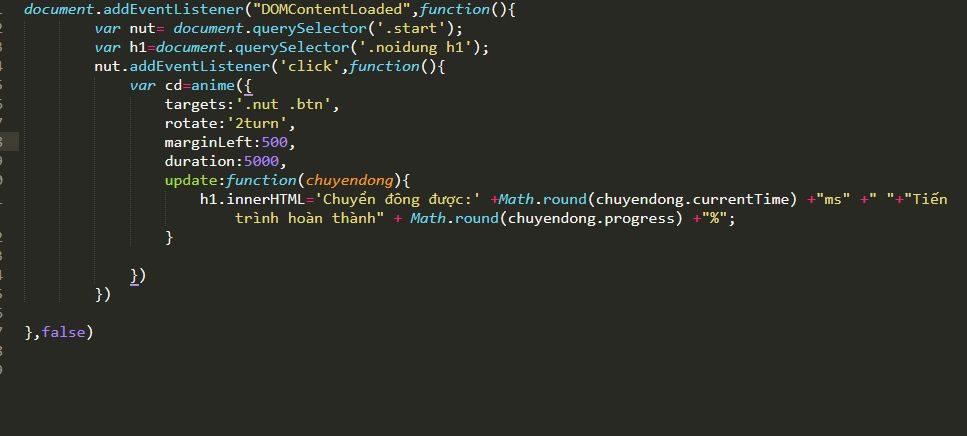 document.addEventListener("DOMContentLoaded",function(){
var nut= document.querySelector('.start');
var h1=document.querySelector('.noidung h1');
nut.addEventListener('click',function(){
var cd=anime({
targets:'.nut .btn',
rotate:'2turn',
marginLeft:500,
duration:5000,
update:function(chuyendong){
h1.innerHTML='Chuyển đông được:' +Math.round(chuyendong.currentTime) +"ms" +" "+"Tiến
trình hoàn thành" + Math.round(chuyendong.progress) +"%";
}
})
})
},false)